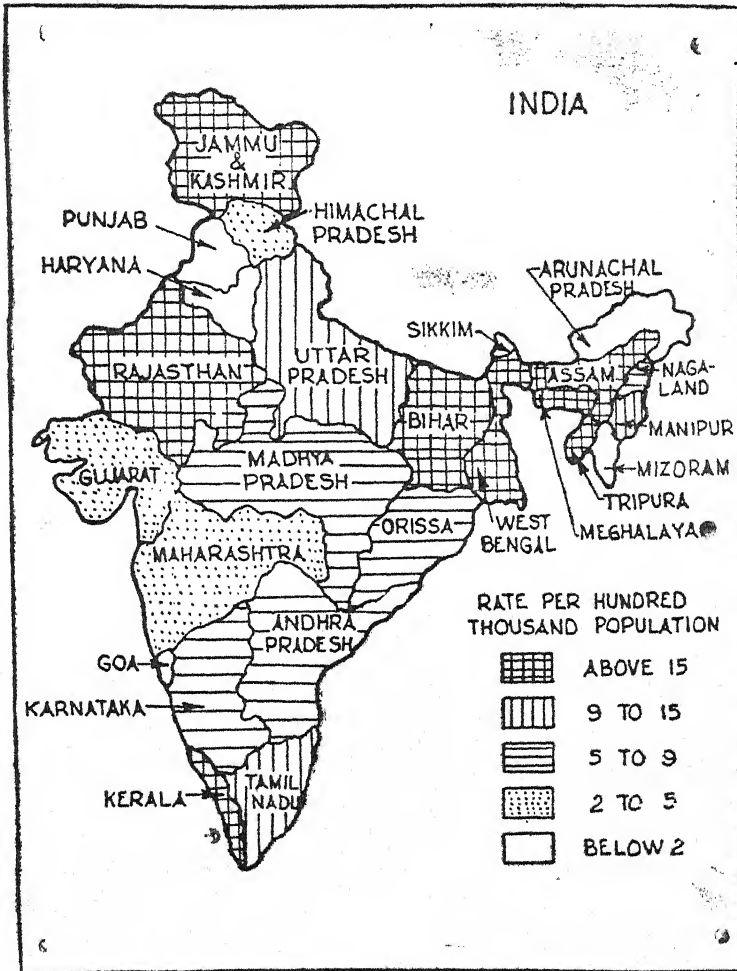 INDIA
JAMMU
&
KASHMIR
PUNJAB
HIMACHAL
PRADESH
HARYANA
ARUNACHAL
PRADESH
SIKKIM
RAJASTHAN
UTTAR
PRADESH
ASSAM
NAGA-
LAND
BIHAR
MANIPUR
MADHYA
PRADESH
GUJARAT
MIZORAM
TRIPURA
WEST
BENGAL
MEGHALAYA
ORISSA
MAHARASHTRA
ANDHRA
PRADESH
GOA
KARNATAKA
KERALA
TAMIL
NADU
RATE PER HUNDRED
THOUSAND POPULATION
ABOVE 15
9 TO 15
5 TO 9
2 TO 5
BELOW 2